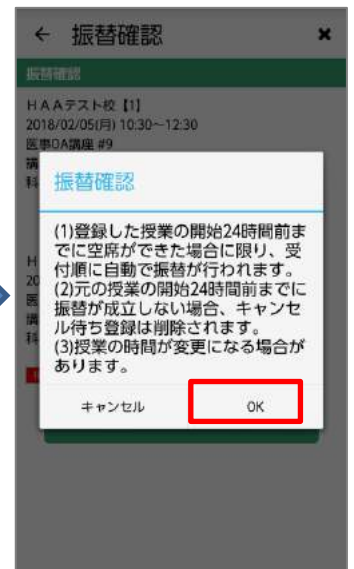 ← 振替確認 ×
振替確認
HAAテスト校【1】
2018/02/05(月) 10:30～12:30
医事OA講座 #9
講
科
振替確認
(1)登録した授業の開始24時間前ま
でに空席ができた場合に限り、受
付順に自動で振替が行われます。
(2)元の授業の開始24時間前までに
振替が成立しない場合、キャンセ
ル待ち登録は削除されます。
(3)授業の時間が変更になる場合が
あります。
H
20
医
講
科
キャンセル OK